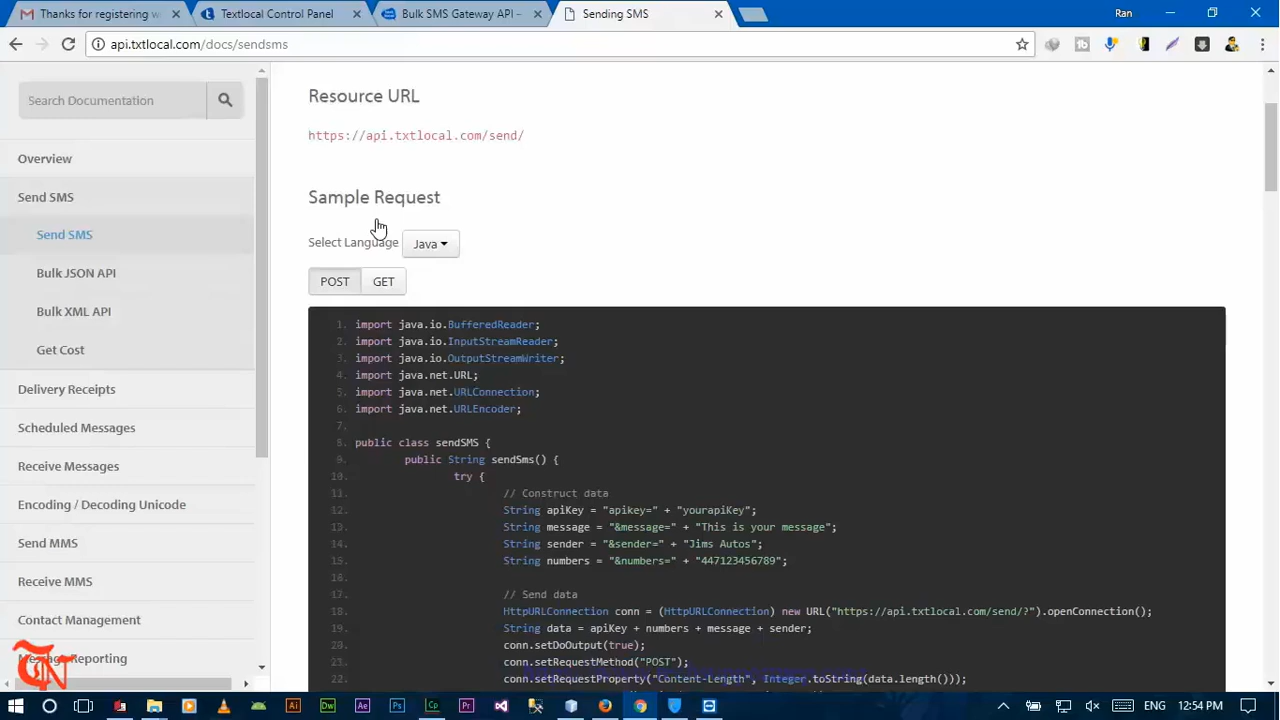 Thanks for registering w
Textlocal Control Panel
Bulk SMS Gateway API –
Sending SMS
Ran
api.txtlocal.com/docs/sendsms
Search Documentation
Overview
Send SMS
Send SMS
Bulk JSON API
Bulk XML API
Get Cost
Delivery Receipts
Scheduled Messages
Receive Messages
Encoding / Decoding Unicode
Send MMS
Receive MMS
Contact Management
Message Reporting
Resource URL
https://api.txtlocal.com/send/
Sample Request
Select Language Java
POST GET
1. import java.io.BufferedReader;
2. import java.io.InputStreamReader;
3. import java.io.OutputStreamWriter;
4. import java.net.URL;
5. import java.net.URLConnection;
6. import java.net.URLEncoder;
7.
8. public class sendSMS {
9. public String sendSms() {
10. try {
11. // Construct data
12. String apiKey = "apikey=" + "yourapiKey";
13. String message = "&message=" + "This is your message";
14. String sender = "&sender=" + "Jims Autos";
15. String numbers = "&numbers=" + "447123456789";
16.
17. // Send data
18. HttpURLConnection conn = (HttpURLConnection) new URL("https://api.txtlocal.com/send/?").openConnection();
19. String data = apiKey + numbers + message + sender;
20. conn.setDoOutput(true);
21. conn.setRequestMethod("POST");
22. conn.setRequestProperty("Content-Length", Integer.toString(data.length()));
TN
Ai Dw Ae Ps Cp Pr
12:54 PM